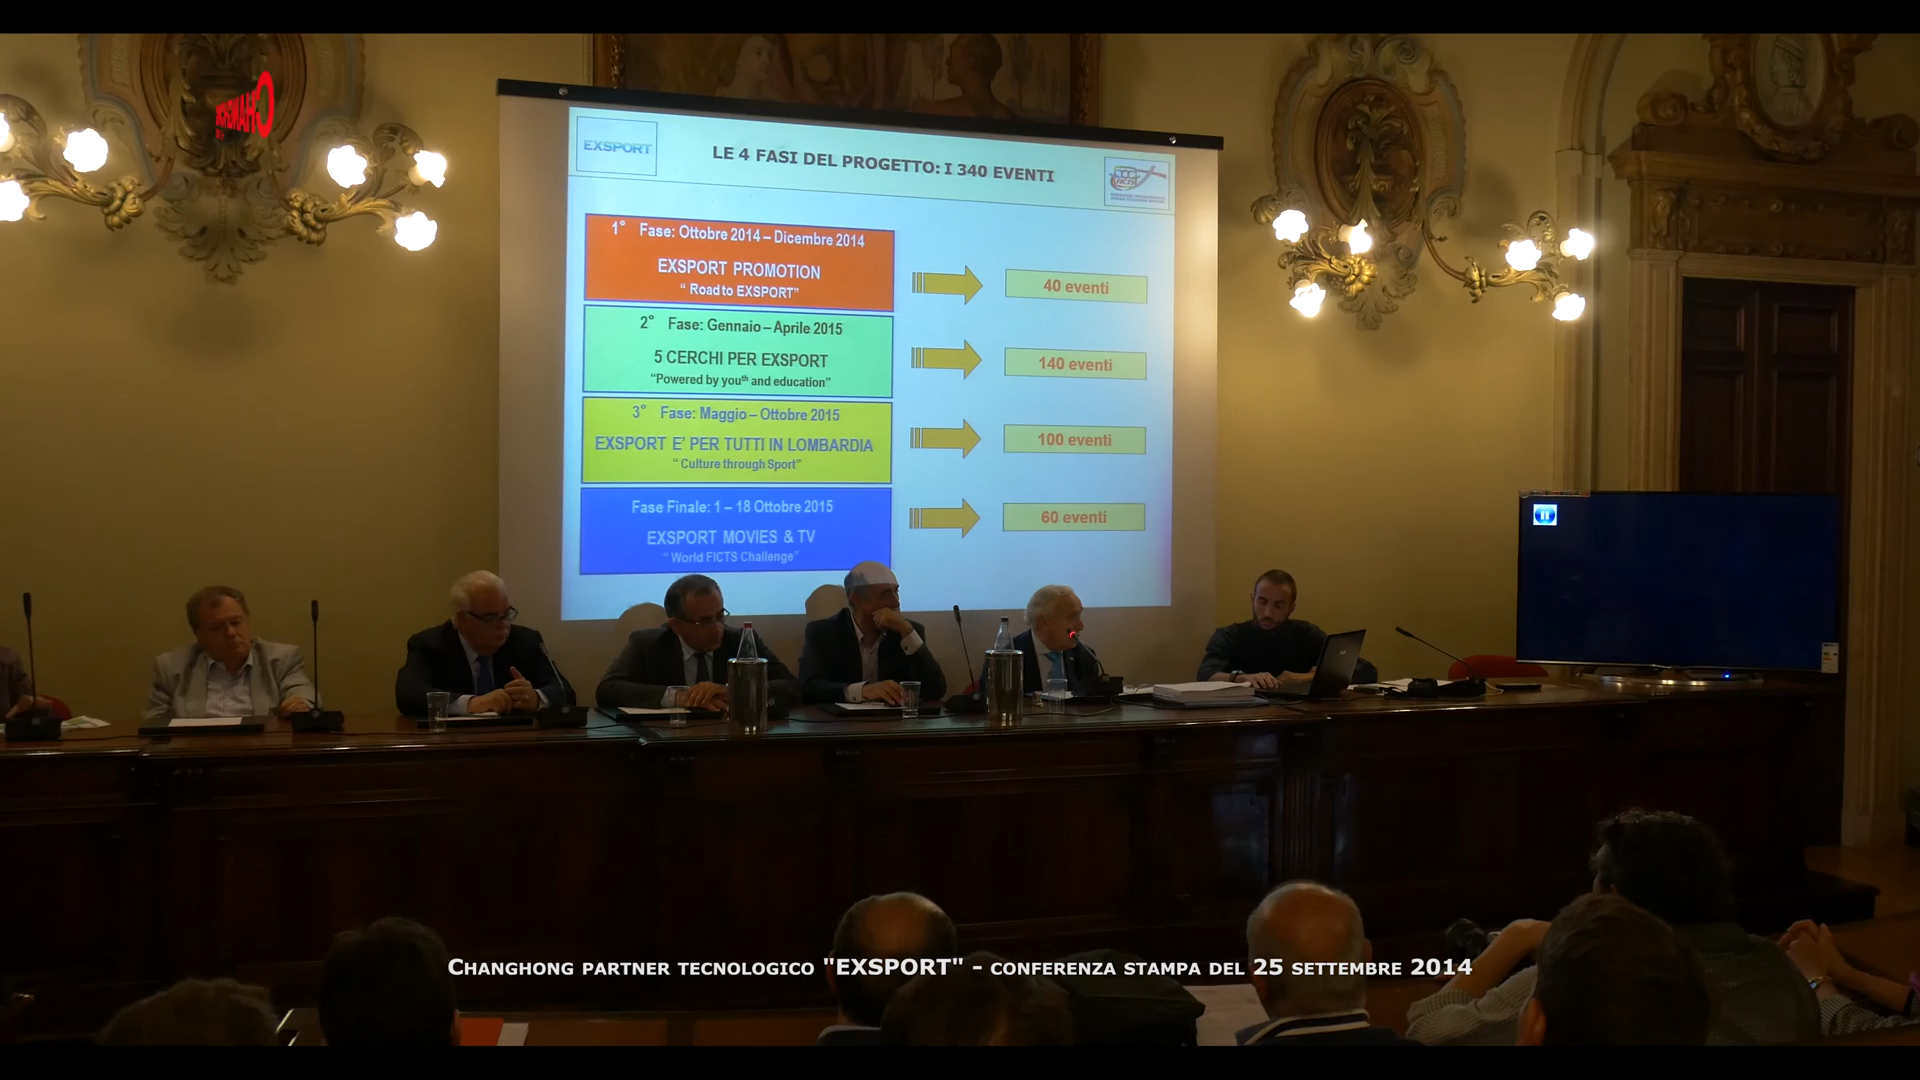 CHANGHONG
EXSPORT
LE 4 FASI DEL PROGETTO: I 340 EVENTI
FICTS
1° Fase: Ottobre 2014 – Dicembre 2014
EXSPORT PROMOTION
“ Road to EXSPORT”
40 eventi
2° Fase: Gennaio – Aprile 2015
5 CERCHI PER EXSPORT
“Powered by youth and education”
140 eventi
3° Fase: Maggio – Ottobre 2015
EXSPORT E’ PER TUTTI IN LOMBARDIA
“ Culture through Sport”
100 eventi
Fase Finale: 1 – 18 Ottobre 2015
EXSPORT MOVIES & TV
“ World FICTS Challenge”
60 eventi
CHANGHONG PARTNER TECNOLOGICO "EXSPORT" - CONFERENZA STAMPA DEL 25 SETTEMBRE 2014